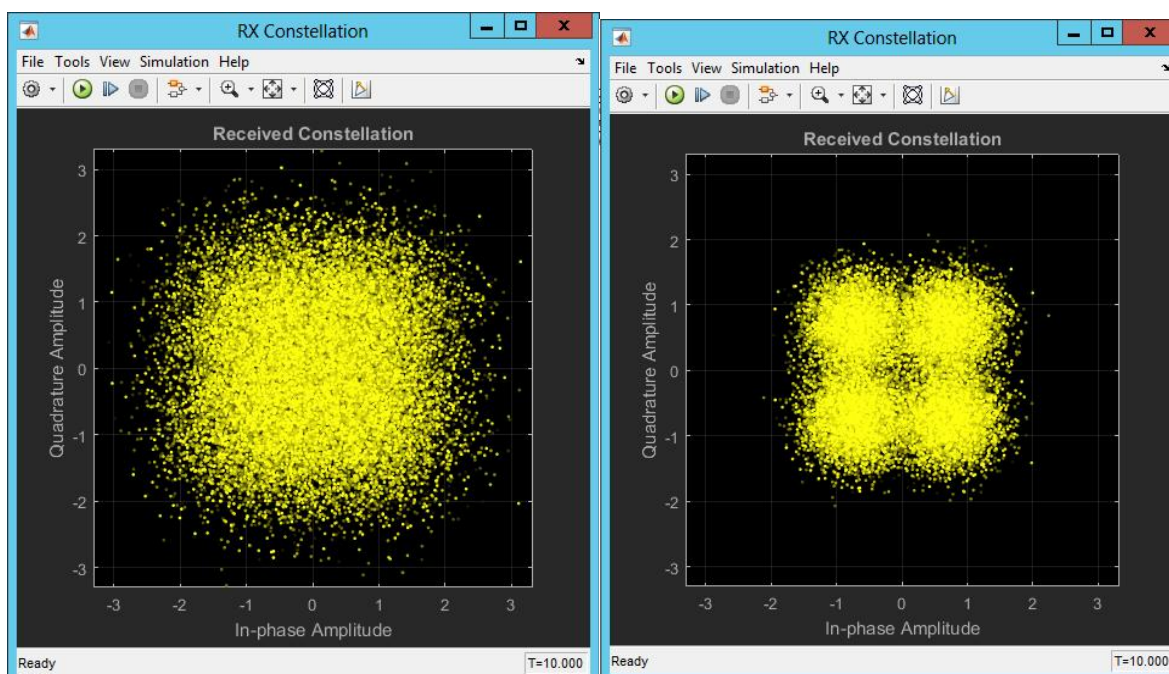 RX Constellation
File Tools View Simulation Help
Received Constellation
3
2
1
0
-1
-2
-3
Quadrature Amplitude
-3 -2 -1 0 1 2 3
In-phase Amplitude
Ready T=10.000
RX Constellation
File Tools View Simulation Help
Received Constellation
3
2
1
0
-1
-2
-3
Quadrature Amplitude
-3 -2 -1 0 1 2 3
In-phase Amplitude
Ready T=10.000